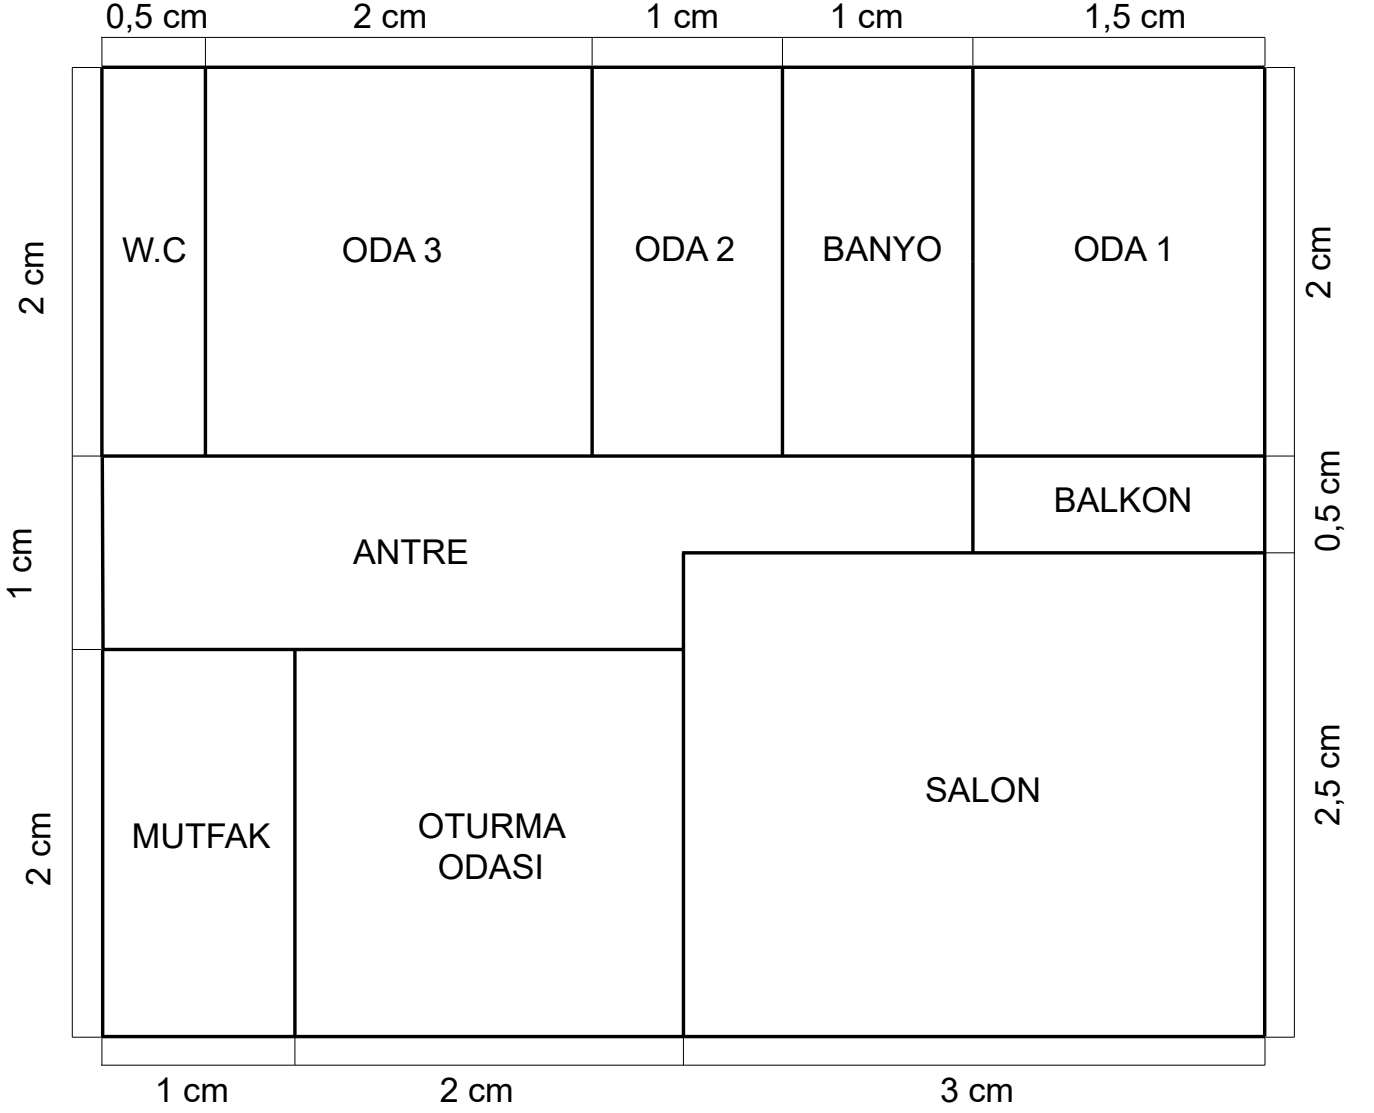 0,5 cm 2 cm 1 cm 1 cm 1,5 cm
W.C ODA 3 ODA 2 BANYO ODA 1
2 cm 2 cm
BALKON 0,5 cm
ANTRE
1 cm
SALON
2,5 cm
MUTFAK
OTURMA
ODASI
2 cm
1 cm 2 cm 3 cm